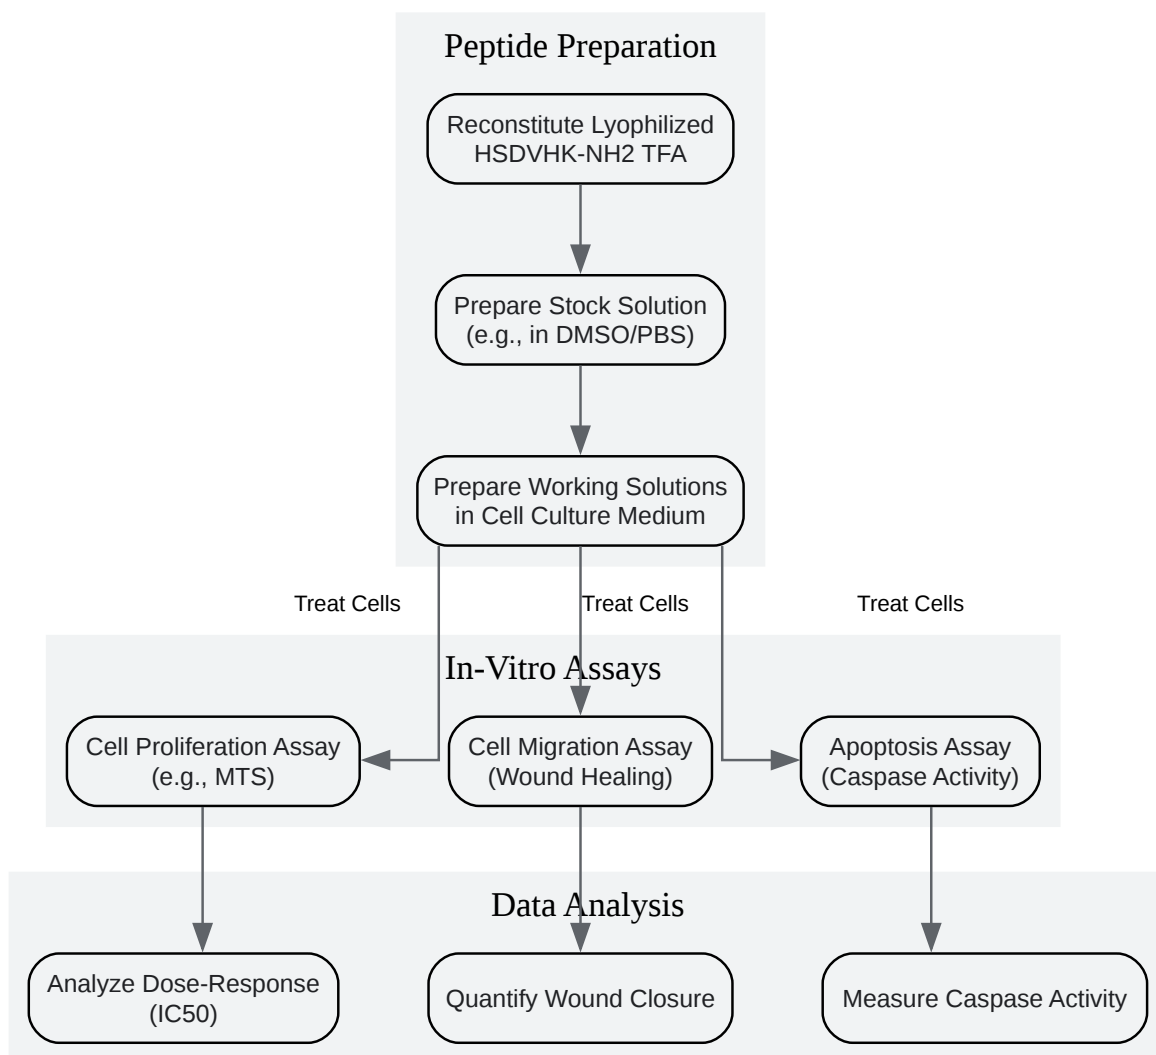 Peptide Preparation
Reconstitute Lyophilized
HSDVHK-NH2 TFA
Prepare Stock Solution
(e.g., in DMSO/PBS)
Prepare Working Solutions
in Cell Culture Medium
Treat Cells
Treat Cells
Treat Cells
In-Vitro Assays
Cell Proliferation Assay
(e.g., MTS)
Cell Migration Assay
(Wound Healing)
Apoptosis Assay
(Caspase Activity)
Data Analysis
Analyze Dose-Response
(IC50)
Quantify Wound Closure
Measure Caspase Activity